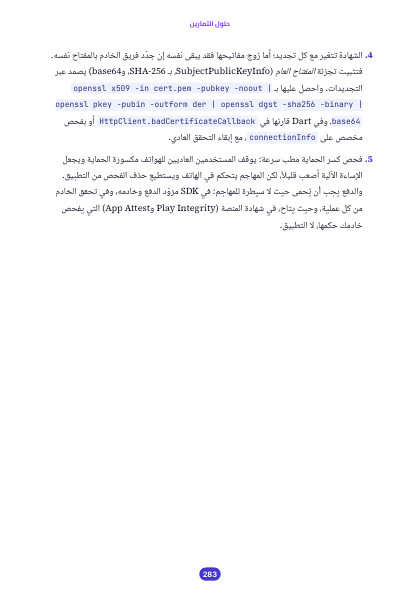 حلول التمارين
4. الشهادة تتغير مع كل تجديد؛ أما زوج مفاتيحها فقد يبقى نفسه إن جدّد فريق الخادم بالمفتاح نفسه.
فتثبيت تجزئة المفتاح العام (SubjectPublicKeyInfo، بـ SHA-256، وbase64) يصمد عبر
التجديدات. واحصل عليها بـ openssl x509 -in cert.pem -pubkey -noout |
openssl pkey -pubin -outform der | openssl dgst -sha256 -binary |
base64، وفي Dart قارنها في HttpClient.badCertificateCallback أو بفحص
مخصص على connectionInfo، مع إبقاء التحقق العادي.
5. فحص كسر الحماية مطب سرعة: يوقف المستخدمين العاديين للهواتف مكسورة الحماية ويجعل
الإساءة الآلية أصعب قليلًا، لكن المهاجم يتحكم في الهاتف ويستطيع حذف الفحص من التطبيق.
والدفع يجب أن يُحمى حيث لا سيطرة للمهاجم: في SDK مزوّد الدفع وخادمه، وفي تحقق الخادم
من كل عملية، وحيث يتاح، في شهادة المنصة (Play Integrity وApp Attest) التي يفحص
خادمك حكمها، لا التطبيق.
283